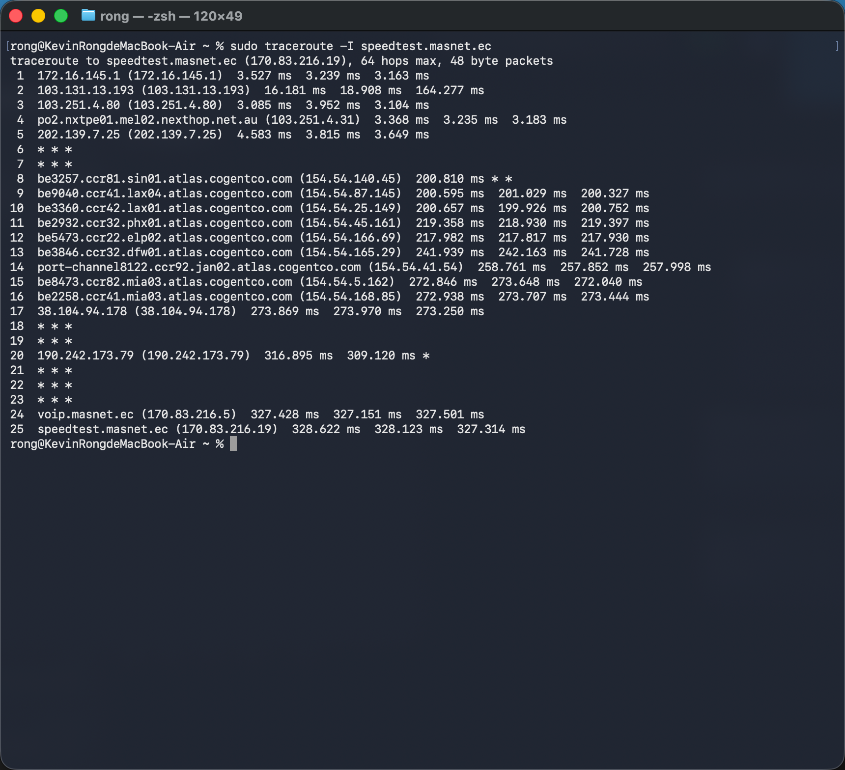 rong — -zsh — 120×49
[rong@KevinRongdeMacBook-Air ~ % sudo traceroute -I speedtest.masnet.ec ]
traceroute to speedtest.masnet.ec (170.83.216.19), 64 hops max, 48 byte packets
1 172.16.145.1 (172.16.145.1) 3.527 ms 3.239 ms 3.163 ms
2 103.131.13.193 (103.131.13.193) 16.181 ms 18.908 ms 164.277 ms
3 103.251.4.80 (103.251.4.80) 3.085 ms 3.952 ms 3.104 ms
4 po2.nxtpe01.mel02.nexthop.net.au (103.251.4.31) 3.368 ms 3.235 ms 3.183 ms
5 202.139.7.25 (202.139.7.25) 4.583 ms 3.815 ms 3.649 ms
6 * * *
7 * * *
8 be3257.ccr81.sin01.atlas.cogentco.com (154.54.140.45) 200.810 ms * *
9 be9040.ccr41.lax04.atlas.cogentco.com (154.54.87.145) 200.595 ms 201.029 ms 200.327 ms
10 be3360.ccr42.lax01.atlas.cogentco.com (154.54.25.149) 200.657 ms 199.926 ms 200.752 ms
11 be2932.ccr32.phx01.atlas.cogentco.com (154.54.45.161) 219.358 ms 218.930 ms 219.397 ms
12 be5473.ccr22.elp02.atlas.cogentco.com (154.54.166.69) 217.982 ms 217.817 ms 217.930 ms
13 be3846.ccr32.dfw01.atlas.cogentco.com (154.54.165.29) 241.939 ms 242.163 ms 241.728 ms
14 port-channel8122.ccr92.jan02.atlas.cogentco.com (154.54.41.54) 258.761 ms 257.852 ms 257.998 ms
15 be8473.ccr82.mia03.atlas.cogentco.com (154.54.5.162) 272.846 ms 273.648 ms 272.040 ms
16 be2258.ccr41.mia03.atlas.cogentco.com (154.54.168.85) 272.938 ms 273.707 ms 273.444 ms
17 38.104.94.178 (38.104.94.178) 273.869 ms 273.970 ms 273.250 ms
18 * * *
19 * * *
20 190.242.173.79 (190.242.173.79) 316.895 ms 309.120 ms *
21 * * *
22 * * *
23 * * *
24 voip.masnet.ec (170.83.216.5) 327.428 ms 327.151 ms 327.501 ms
25 speedtest.masnet.ec (170.83.216.19) 328.622 ms 328.123 ms 327.314 ms
rong@KevinRongdeMacBook-Air ~ %